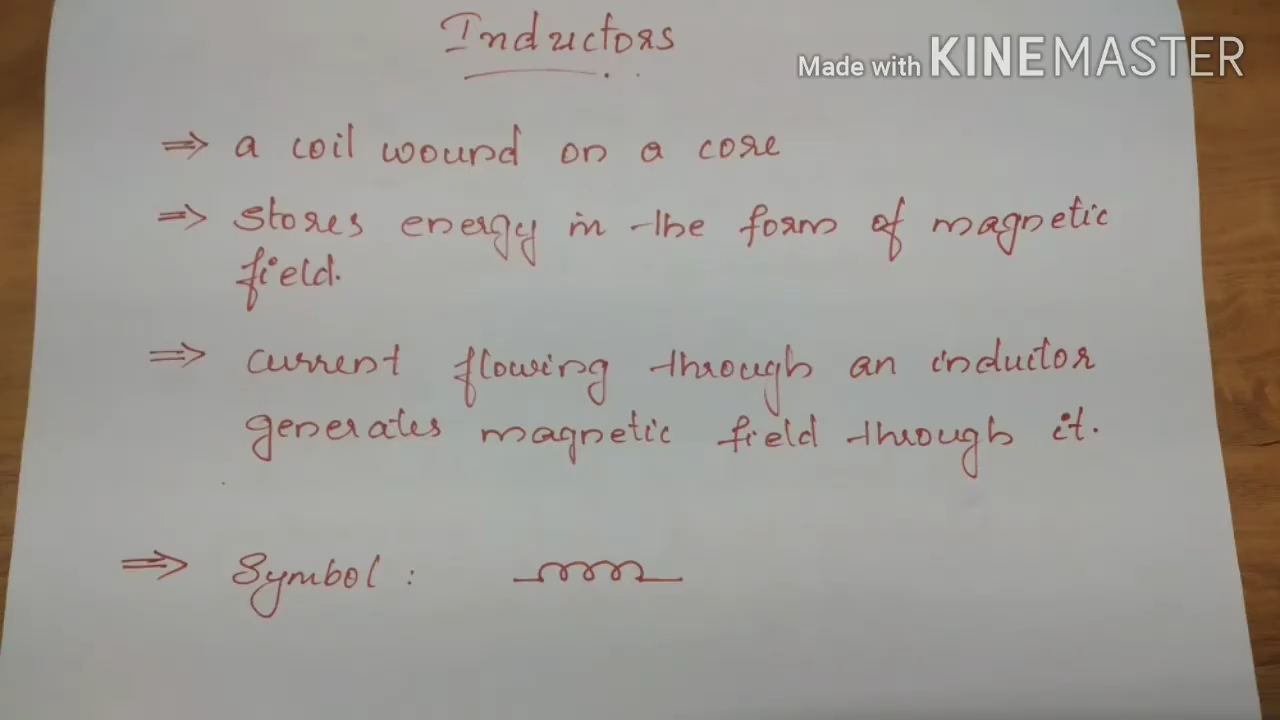 Inductors
Made with KINEMASTER
⇒ a coil wound on a core
⇒ stores energy in the form of magnetic
field.
⇒ current flowing through an inductor
generates magnetic field through it.
⇒ Symbol :